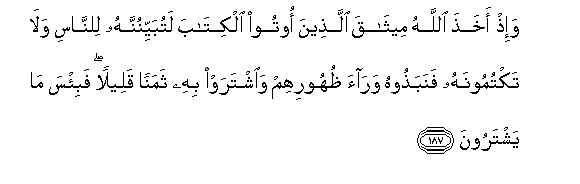 وَإِذْ أَخَذَ ٱللَّهُ مِيثَـٰقَ ٱلَّذِينَ أُوتُوا۟ ٱلْكِتَـٰبَ لَتُبَيِّنُنَّهُۥ لِلنَّاسِ وَلَا
تَكْتُمُونَهُۥ فَنَبَذُوهُ وَرَآءَ ظُهُورِهِمْ وَٱشْتَرَوْا۟ بِهِۦ ثَمَنًا قَلِيلًا ۖ فَبِئْسَ مَا
يَشْتَرُونَ ١٨٧